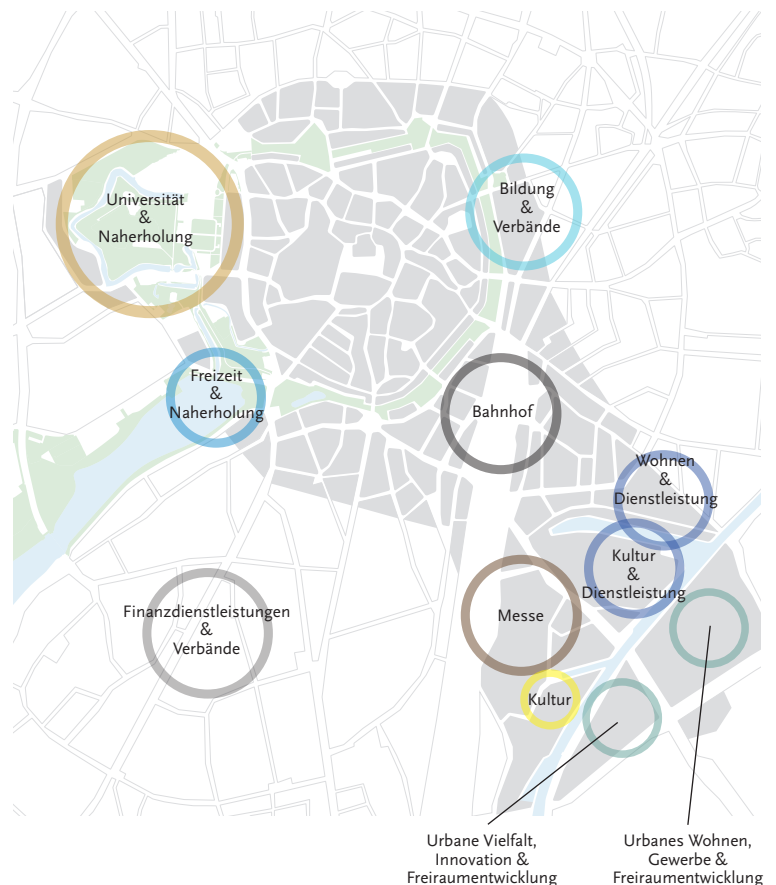 Universität
&
Naherholung
Bildung
&
Verbände
Freizeit
&
Naherholung
Bahnhof
Wohnen
&
Dienstleistung
Kultur
&
Dienstleistung
Finanzdienstleistungen
&
Verbände
Messe
Kultur
Urbane Vielfalt,
Innovation &
Freiraumentwicklung
Urbanes Wohnen,
Gewerbe &
Freiraumentwicklung